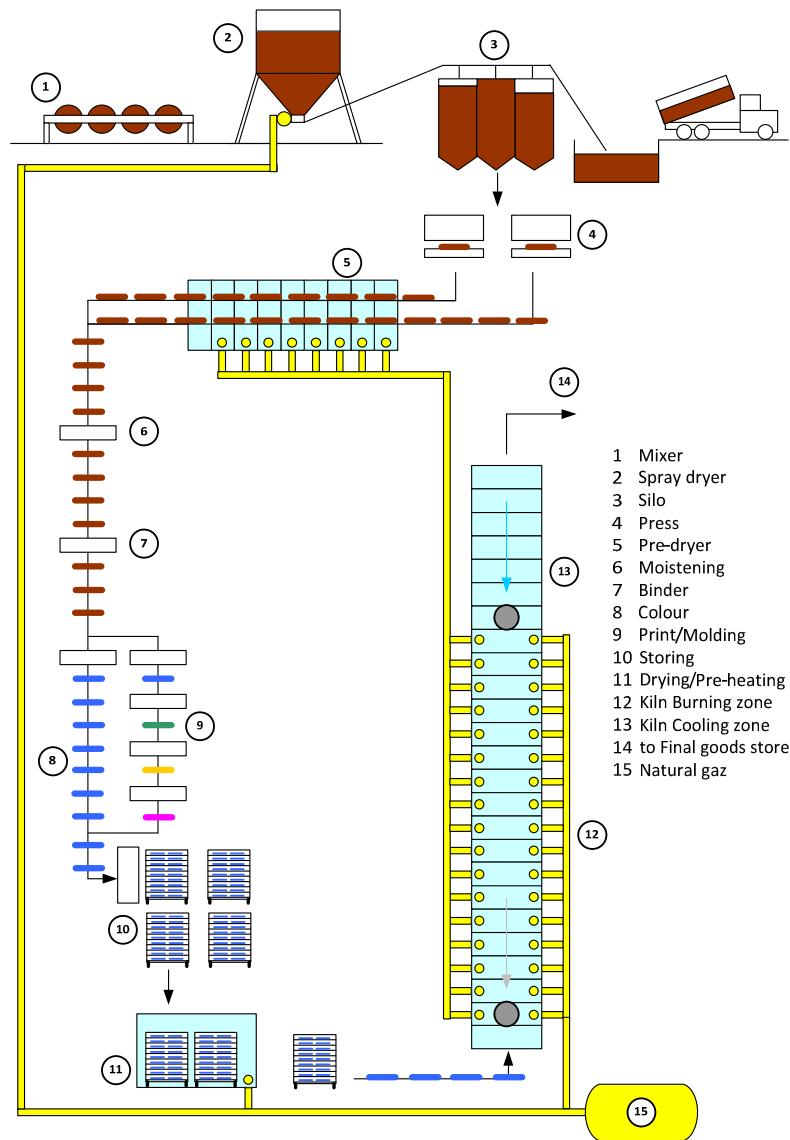 1
2
3
4
5
6
7
8
9
10
11
12
13
14
15
1 Mixer
2 Spray dryer
3 Silo
4 Press
5 Pre-dryer
6 Moistening
7 Binder
8 Colour
9 Print/Molding
10 Storing
11 Drying/Pre-heating
12 Kiln Burning zone
13 Kiln Cooling zone
14 to Final goods store
15 Natural gaz